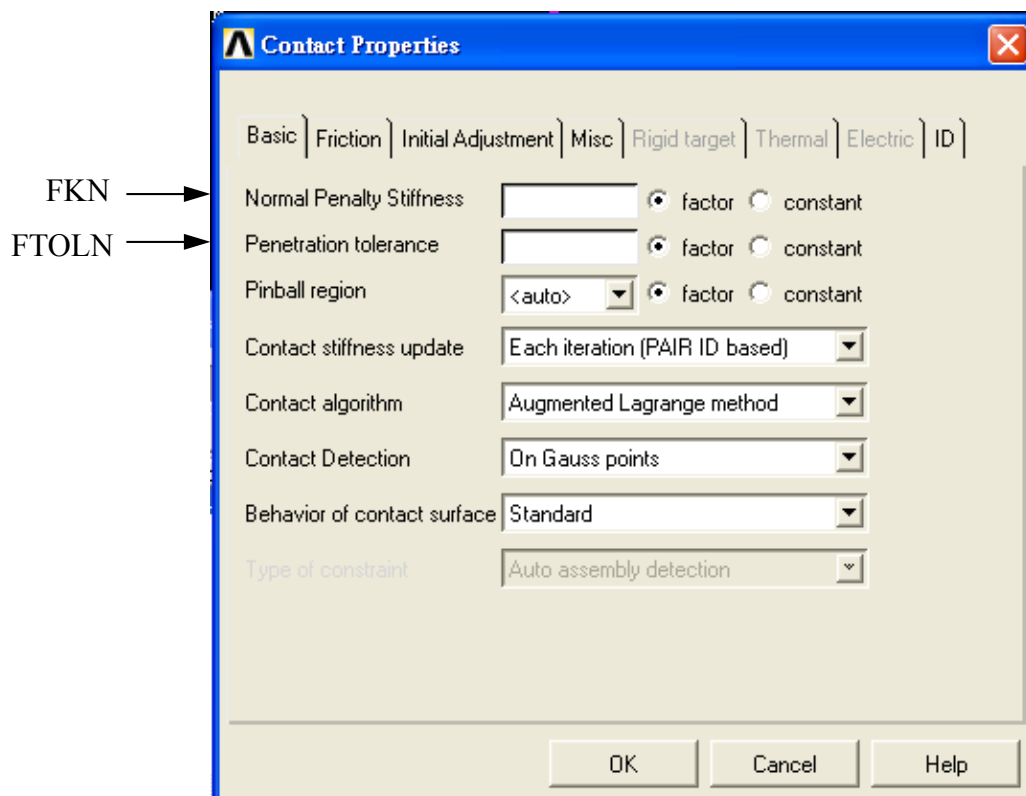 Contact Properties
Basic Friction Initial Adjustment Misc Rigid target Thermal Electric ID
FKN Normal Penalty Stiffness factor constant
FTOLN Penetration tolerance factor constant
Pinball region <auto> factor constant
Contact stiffness update Each iteration (PAIR ID based)
Contact algorithm Augmented Lagrange method
Contact Detection On Gauss points
Behavior of contact surface Standard
Type of constraint Auto assembly detection
OK Cancel Help